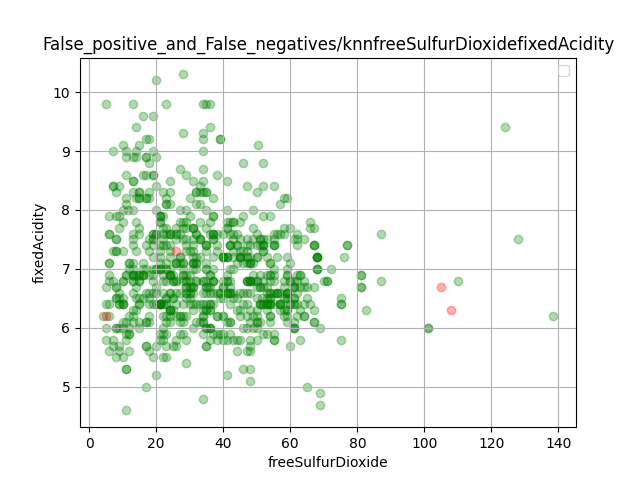 False_positive_and_False_negatives/knnfreeSulfurDioxidefixedAcidity
10
9
8
7
6
5
fixedAcidity
0 20 40 60 80 100 120 140
freeSulfurDioxide